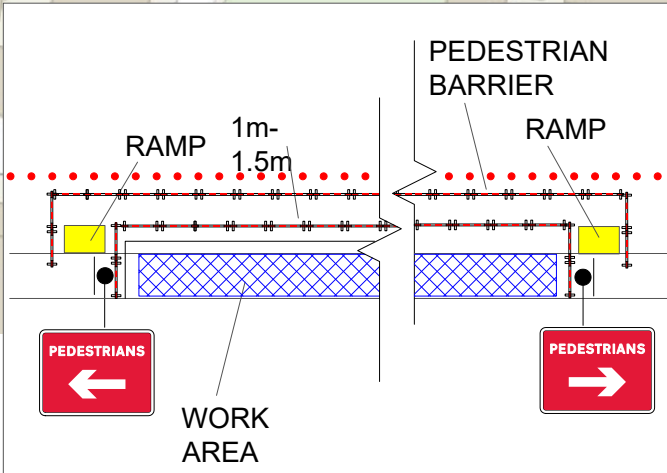 PEDESTRIAN
BARRIER
1m-
1.5m
RAMP
RAMP
PEDESTRIANS
PEDESTRIANS
WORK
AREA